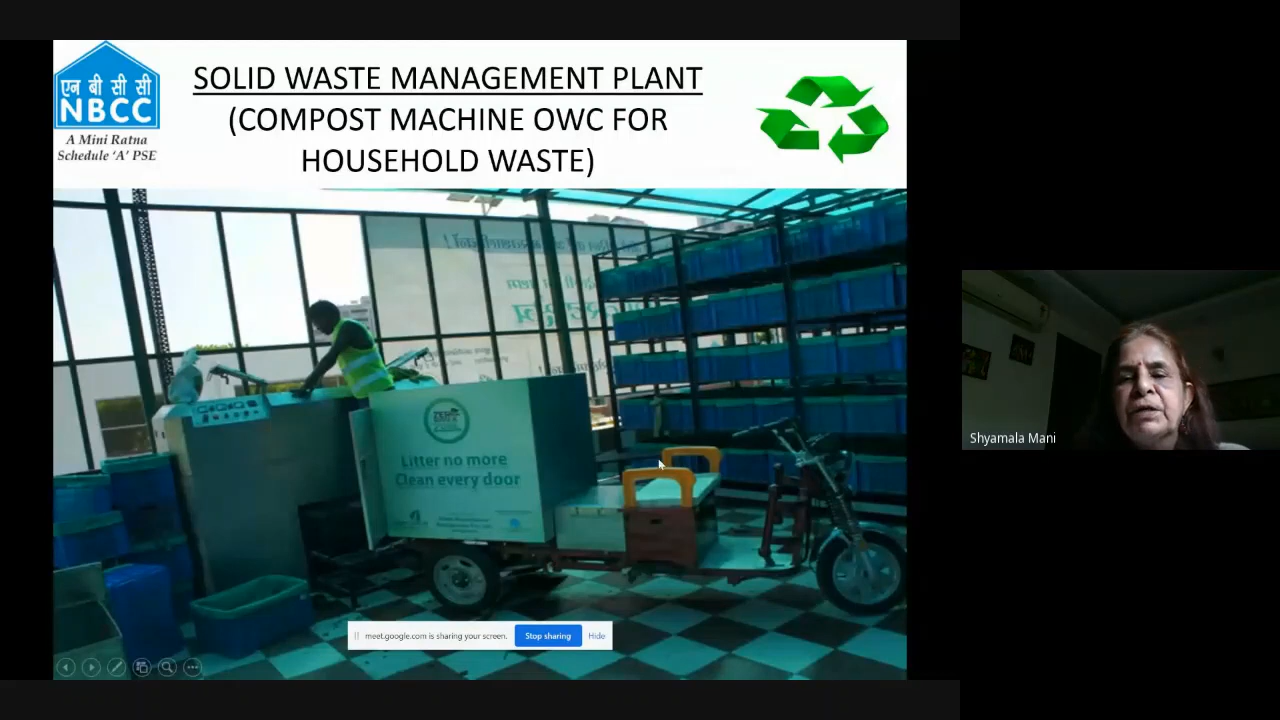 एन बी सी सी
NBCC
A Mini Ratna
Schedule 'A' PSE
SOLID WASTE MANAGEMENT PLANT
(COMPOST MACHINE OWC FOR
HOUSEHOLD WASTE)
ZERO
Litter no more
Clean every door
meet.google.com is sharing your screen.
Stop sharing
Hide
Shyamala Mani